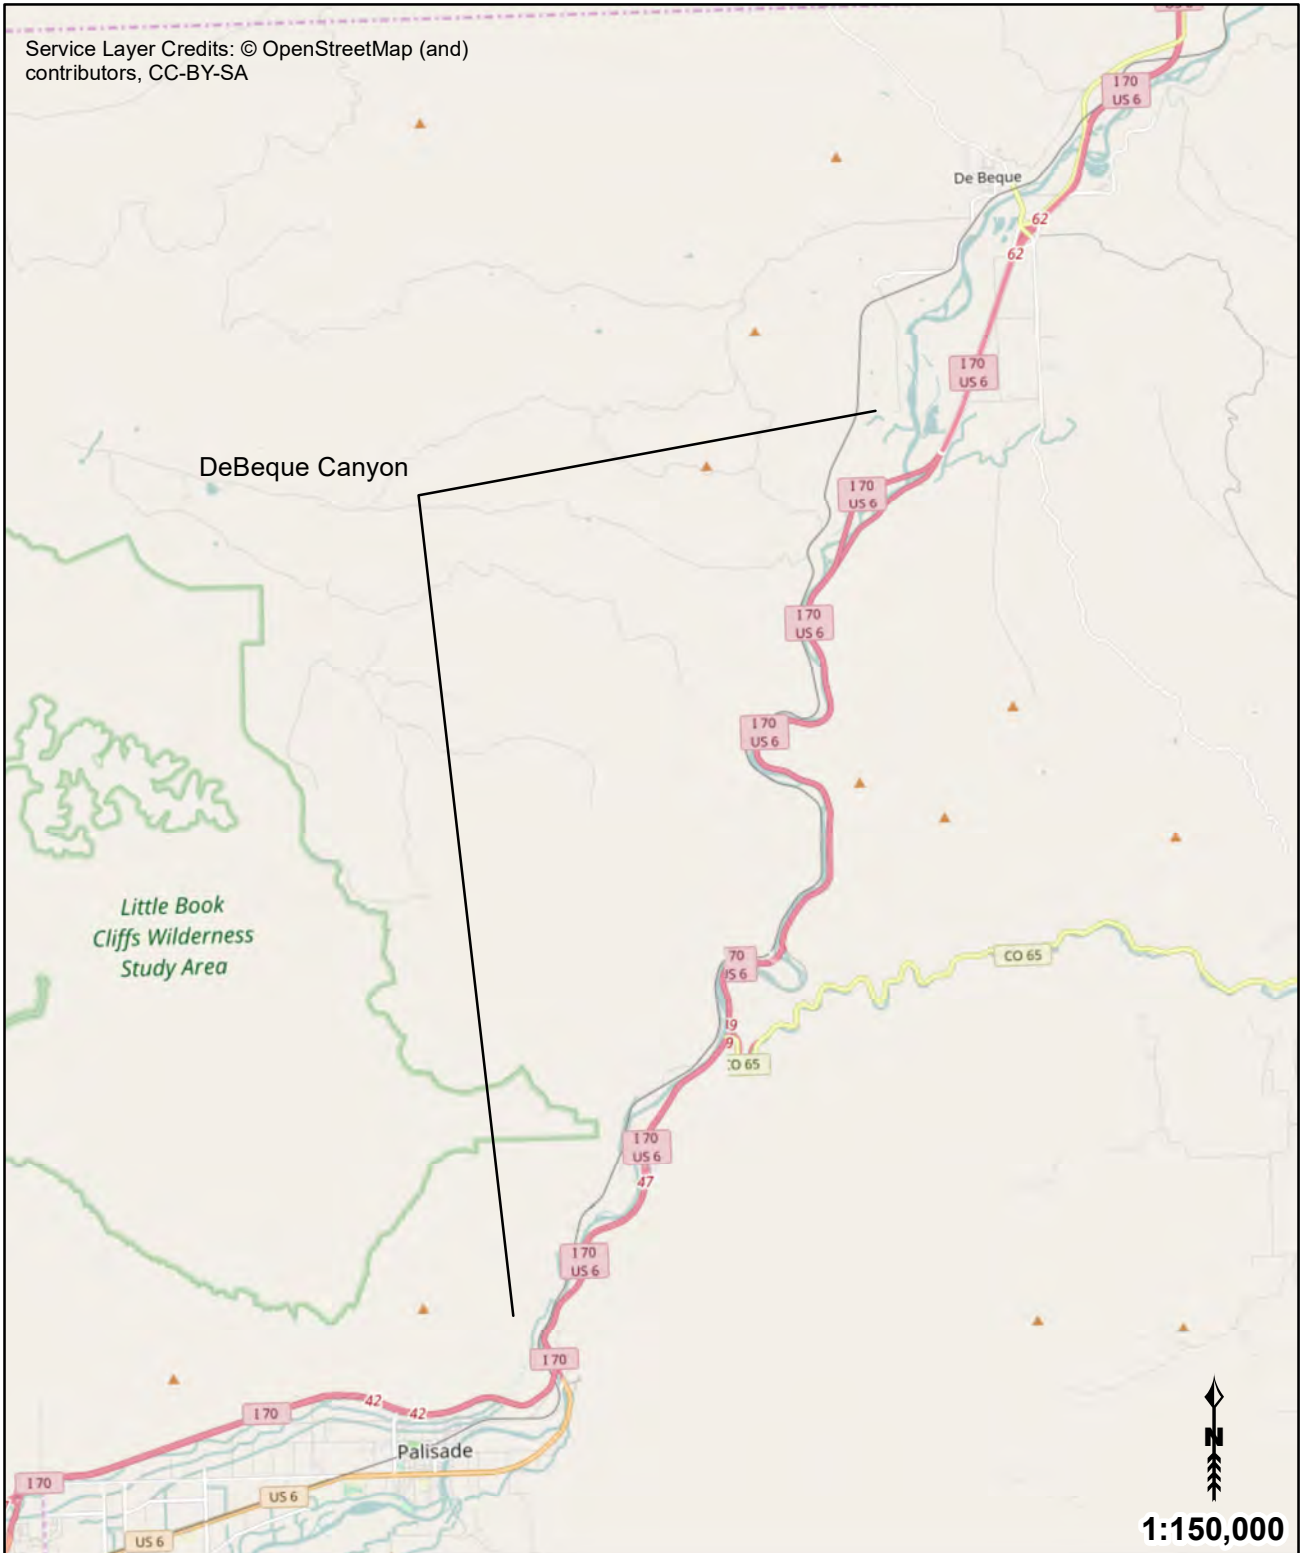 Service Layer Credits: © OpenStreetMap (and)
contributors, CC-BY-SA
I 70
US 6
De Beque
62
62
I 70
US 6
DeBeque Canyon
I 70
US 6
I 70
US 6
I 70
US 6
Little Book
Cliffs Wilderness
Study Area
CO 65
70
US 6
9
CO 65
I 70
US 6
47
I 70
US 6
I 70
42
42
I 70
Palisade
I 70
US 6
US 6
N
1:150,000